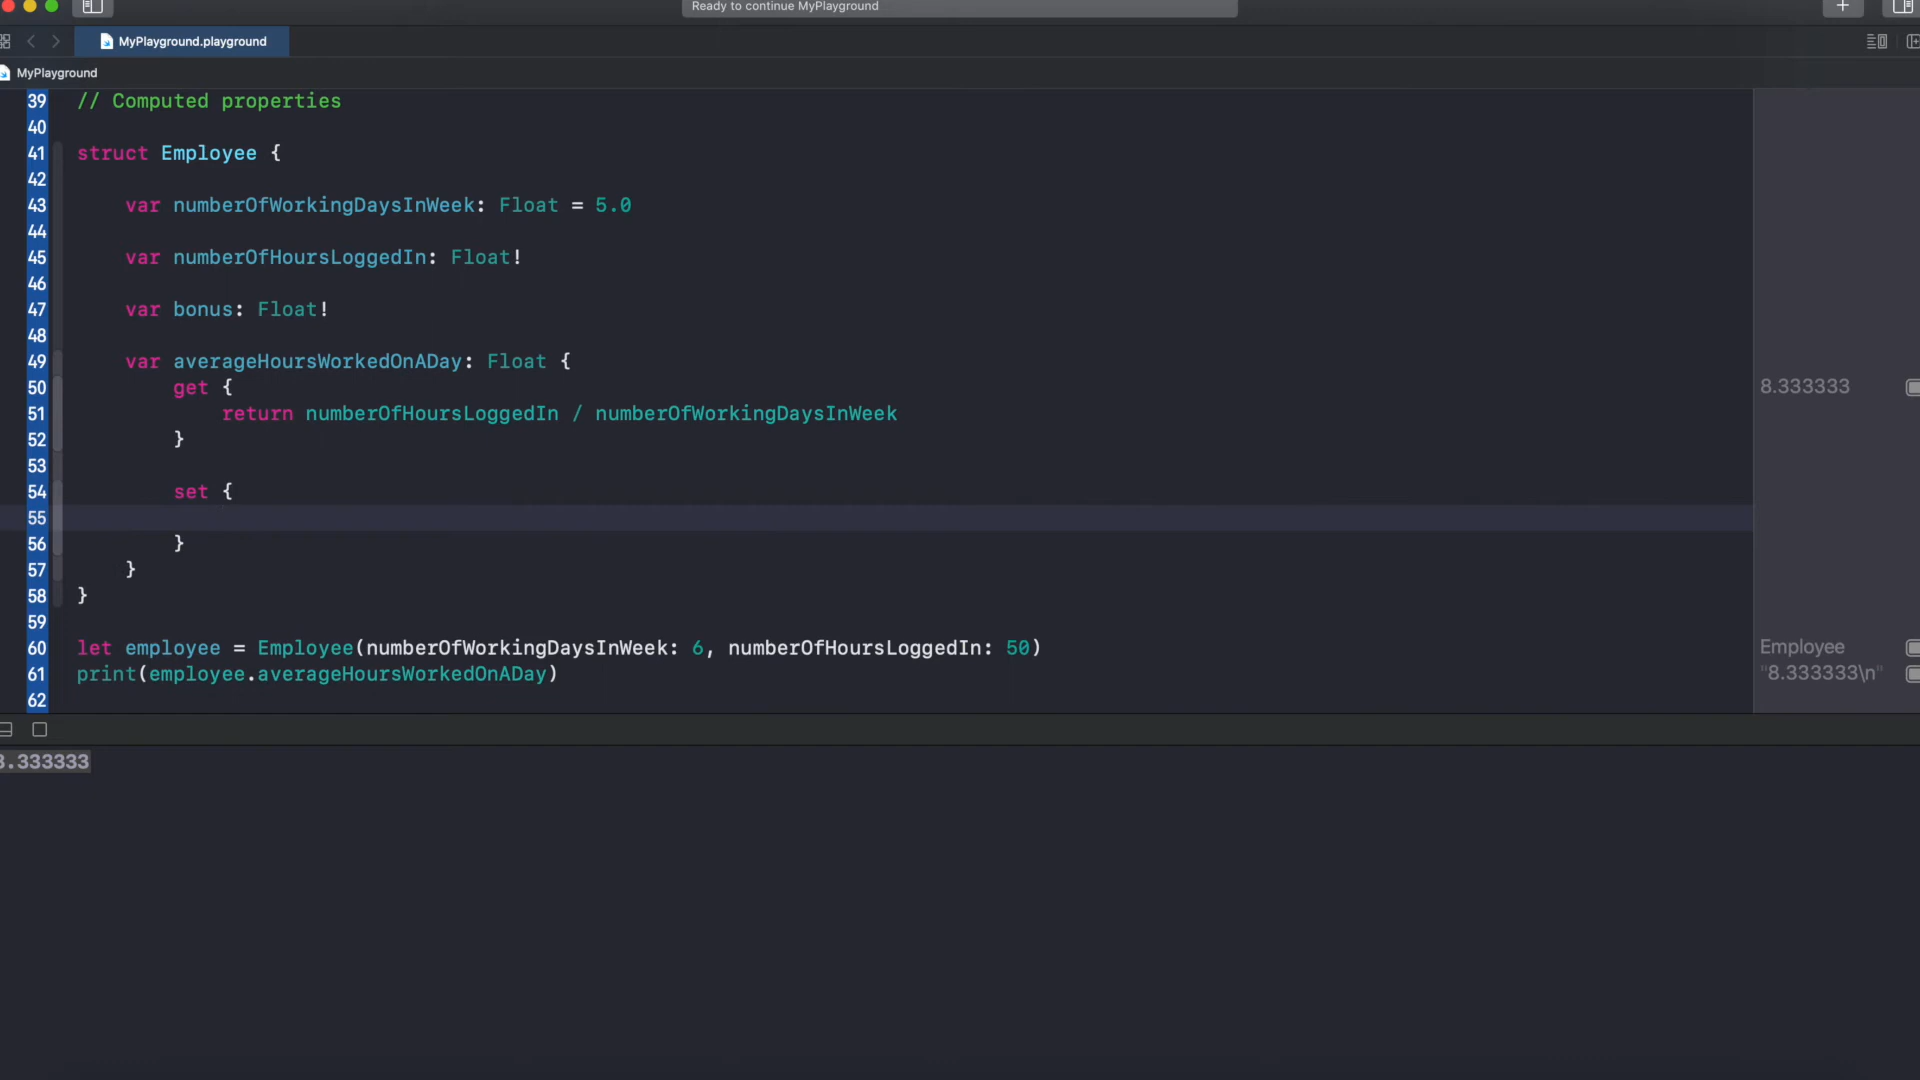 Ready to continue MyPlayground
MyPlayground.playground
MyPlayground
39 // Computed properties
40
41 struct Employee {
42
43 var numberOfWorkingDaysInWeek: Float = 5.0
44
45 var numberOfHoursLoggedIn: Float!
46
47 var bonus: Float!
48
49 var averageHoursWorkedOnADay: Float {
50 get { 8.333333
51 return numberOfHoursLoggedIn / numberOfWorkingDaysInWeek
52 }
53
54 set {
55
56 }
57 }
58 }
59
60 let employee = Employee(numberOfWorkingDaysInWeek: 6, numberOfHoursLoggedIn: 50) Employee
61 print(employee.averageHoursWorkedOnADay) "8.333333\n"
62
8.333333